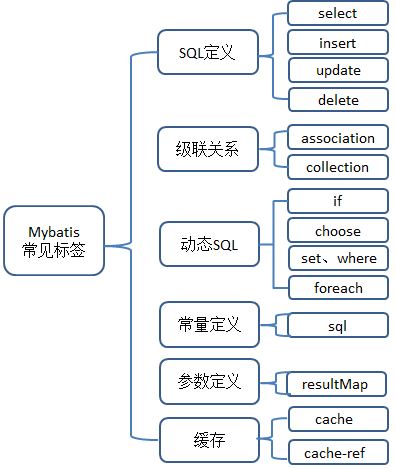 Mybatis
常见标签
SQL定义
select
insert
update
delete
级联关系
association
collection
动态SQL
if
choose
set、where
foreach
常量定义
sql
参数定义
resultMap
缓存
cache
cache-ref